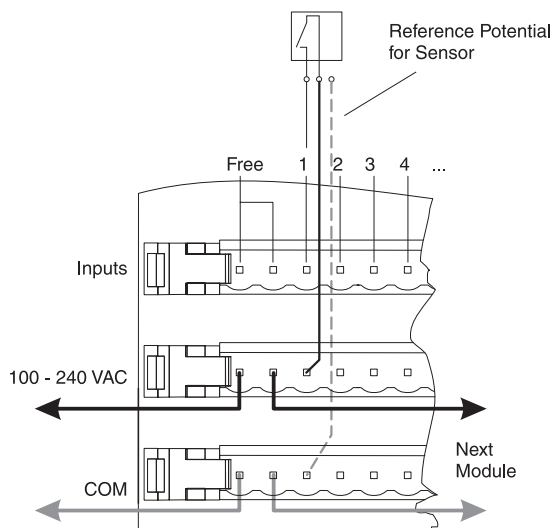 Reference Potential
for Sensor
Free 1 2 3 4 ...
Inputs
100 - 240 VAC
Next
Module
COM